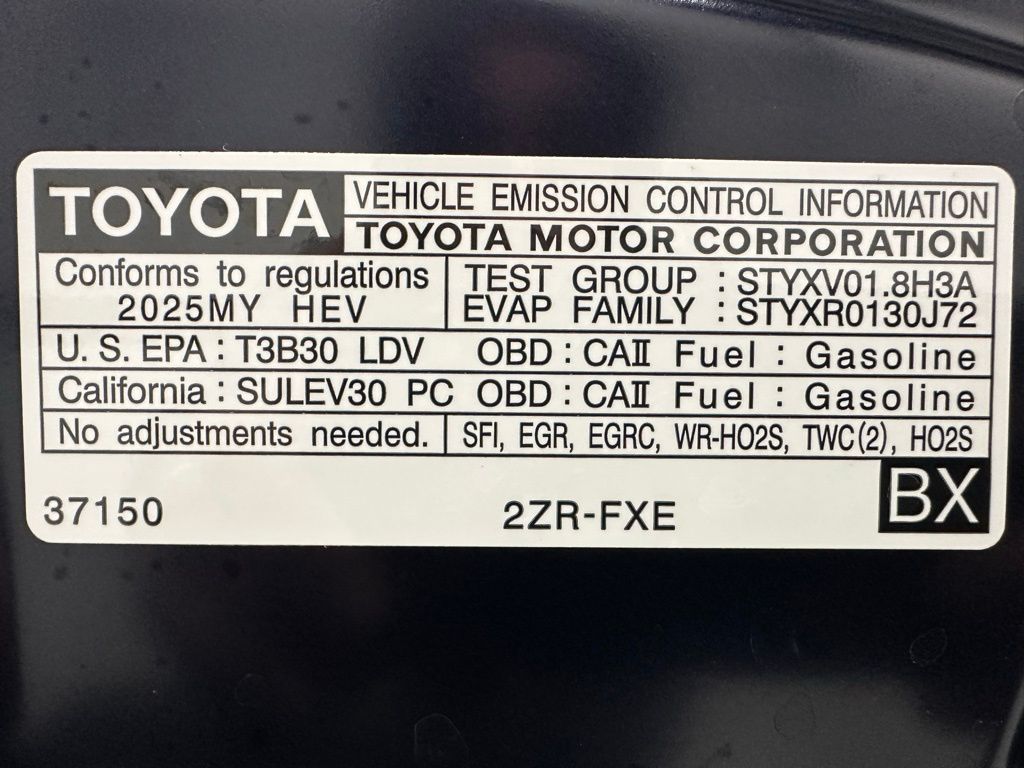 TOYOTA VEHICLE EMISSION CONTROL INFORMATION
TOYOTA MOTOR CORPORATION
Conforms to regulations TEST GROUP : STYXV01.8H3A
2025MY HEV EVAP FAMILY : STYXR0130J72
U. S. EPA : T3B30 LDV OBD : CAⅡ Fuel : Gasoline
California : SULEV30 PC OBD : CAⅡ Fuel : Gasoline
No adjustments needed. SFI, EGR, EGRC, WR-HO2S, TWC(2), HO2S
37150 2ZR-FXE BX